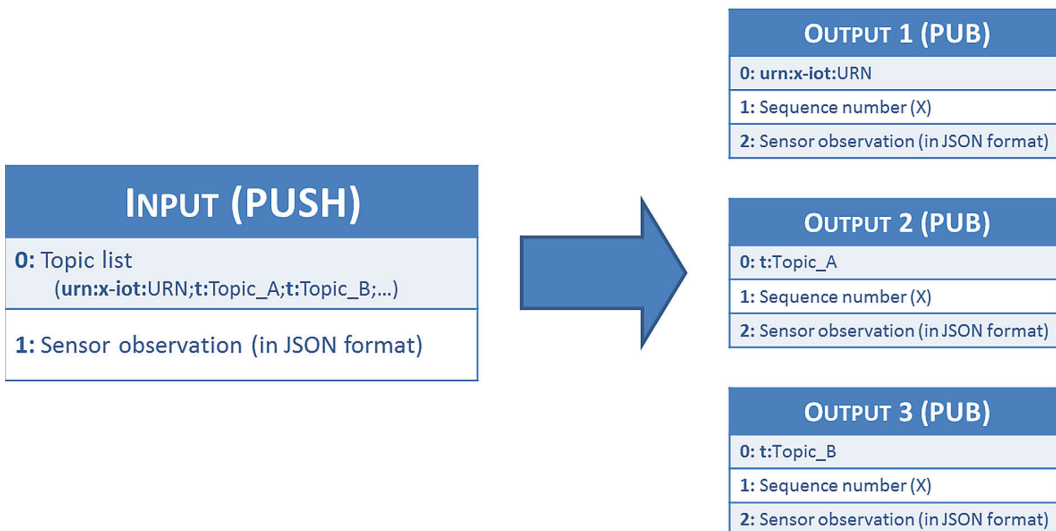 INPUT (PUSH)
0: Topic list
(urn:x-iot:URN;t:Topic_A;t:Topic_B;...)
1: Sensor observation (in JSON format)
OUTPUT 1 (PUB)
0: urn:x-iot:URN
1: Sequence number (X)
2: Sensor observation (in JSON format)
OUTPUT 2 (PUB)
0: t:Topic_A
1: Sequence number (X)
2: Sensor observation (in JSON format)
OUTPUT 3 (PUB)
0: t:Topic_B
1: Sequence number (X)
2: Sensor observation (in JSON format)